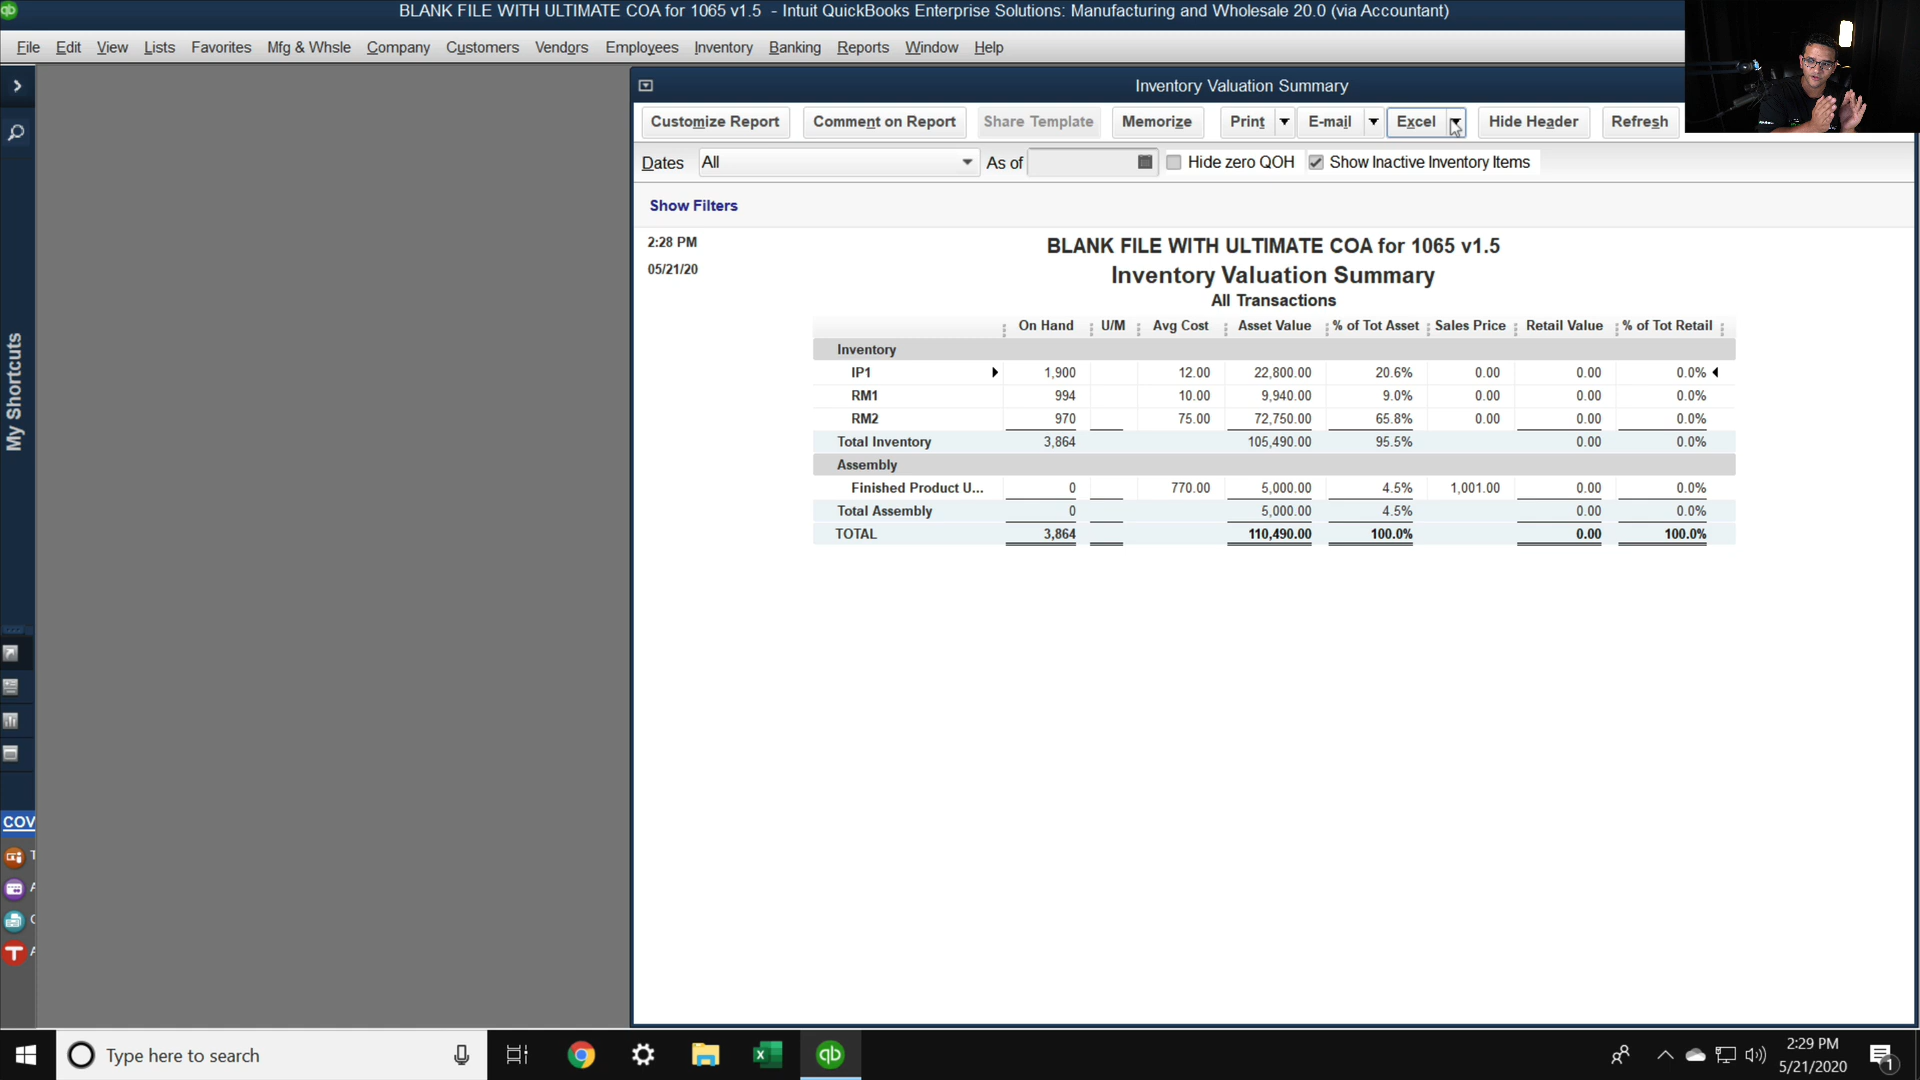 BLANK FILE WITH ULTIMATE COA for 1065 v1.5 - Intuit QuickBooks Enterprise Solutions: Manufacturing and Wholesale 20.0 (via Accountant)
File Edit View Lists Favorites Mfg & Whsle Company Customers Vendors Employees Inventory Banking Reports Window Help
Inventory Valuation Summary
Customize Report Comment on Report Share Template Memorize Print E-mail Excel Hide Header Refresh
Dates All As of Hide zero QOH Show Inactive Inventory Items
Show Filters
2:28 PM
05/21/20
BLANK FILE WITH ULTIMATE COA for 1065 v1.5
Inventory Valuation Summary
All Transactions
On Hand U/M Avg Cost Asset Value % of Tot Asset Sales Price Retail Value % of Tot Retail
Inventory
IP1 1,900 12.00 22,800.00 20.6% 0.00 0.00 0.0%
RM1 994 10.00 9,940.00 9.0% 0.00 0.00 0.0%
RM2 970 75.00 72,750.00 65.8% 0.00 0.00 0.0%
Total Inventory 3,864 105,490.00 95.5% 0.00 0.0%
Assembly
Finished Product U... 0 770.00 5,000.00 4.5% 1,001.00 0.00 0.0%
Total Assembly 0 5,000.00 4.5% 0.00 0.0%
TOTAL 3,864 110,490.00 100.0% 0.00 100.0%
My Shortcuts
COV
T
A
C
A
Type here to search
qb
2:29 PM
5/21/2020
1